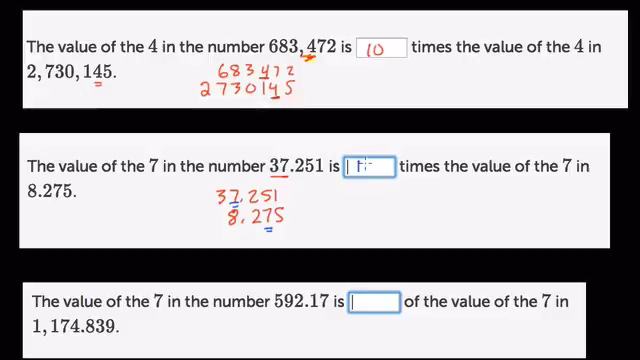 The value of the 4 in the number 683,472 is 10 times the value of the 4 in
2,730,145.
683472
2730145
The value of the 7 in the number 37.251 is times the value of the 7 in
8.275.
37.251
8.275
The value of the 7 in the number 592.17 is of the value of the 7 in
1,174.839.